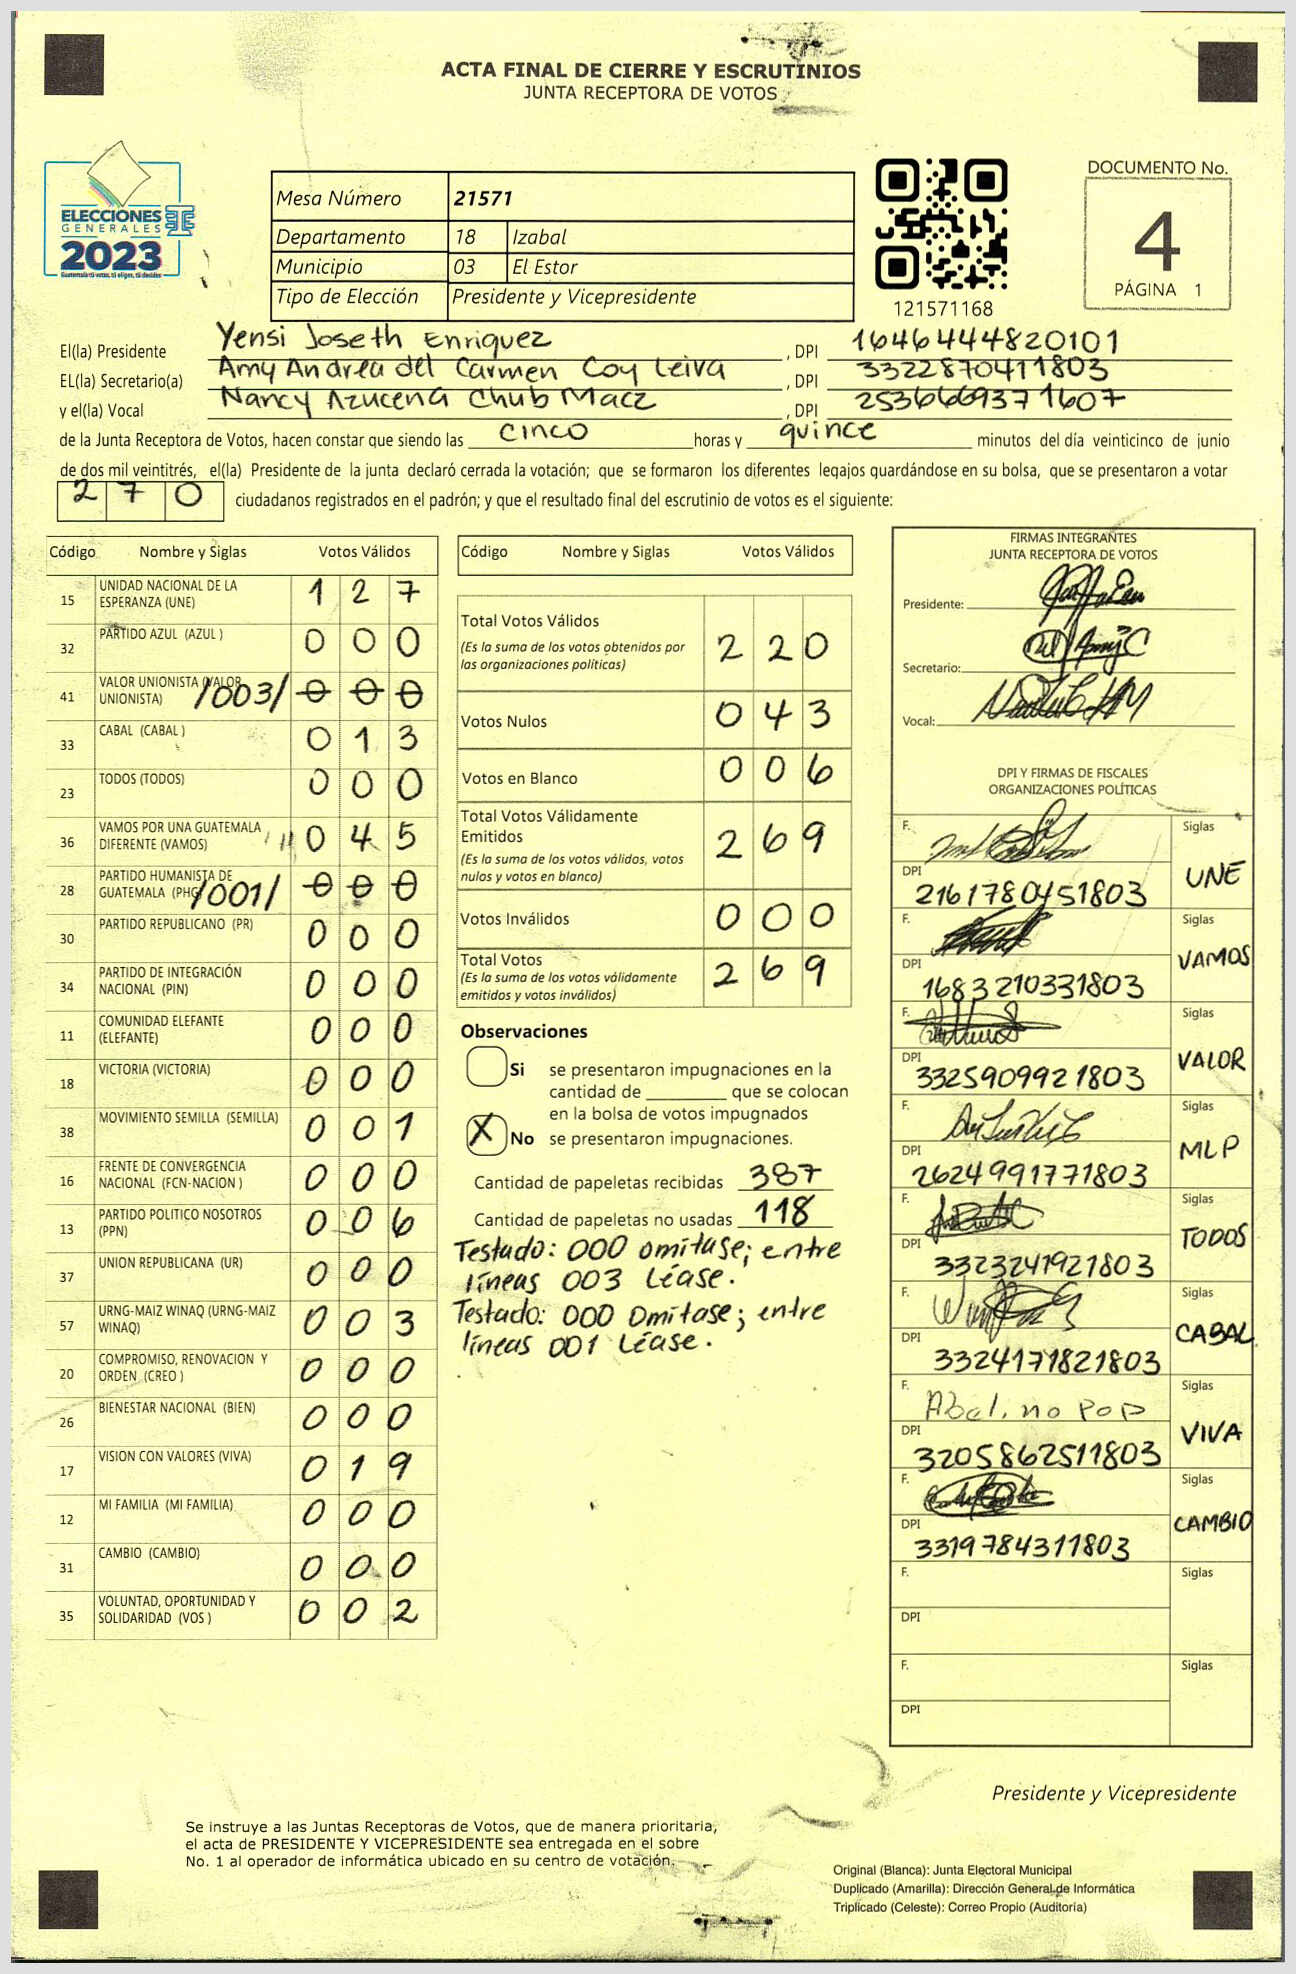 ACTA FINAL DE CIERRE Y ESCRUTINIOS
JUNTA RECEPTORA DE VOTOS
ELECCIONES
GENERALES
2023
Guatemala tú votas, tú eliges, tú decides
Mesa Número 21571
Departamento 18 Izabal
Municipio 03 El Estor
Tipo de Elección Presidente y Vicepresidente
121571168
DOCUMENTO No.
4
PÁGINA 1
El(la) Presidente Yensi Joseth Enriquez , DPI 1646444820101
EL(la) Secretario(a) Amy Andrea del Carmen Coy Leiva , DPI 3322870411803
y el(la) Vocal Nancy Azucena Chub Macz , DPI 2536669371607
de la Junta Receptora de Votos, hacen constar que siendo las cinco horas y quince minutos del día veinticinco de junio
de dos mil veintitrés, el(la) Presidente de la junta declaró cerrada la votación; que se formaron los diferentes legajos guardándose en su bolsa, que se presentaron a votar
270 ciudadanos registrados en el padrón; y que el resultado final del escrutinio de votos es el siguiente:
Código Nombre y Siglas Votos Válidos
15 UNIDAD NACIONAL DE LA ESPERANZA (UNE) 1 2 7
32 PARTIDO AZUL (AZUL ) 0 0 0
41 VALOR UNIONISTA (VALOR UNIONISTA) /003/ 0 0 0
33 CABAL (CABAL ) 0 1 3
23 TODOS (TODOS) 0 0 0
36 VAMOS POR UNA GUATEMALA DIFERENTE (VAMOS) 0 4 5
28 PARTIDO HUMANISTA DE GUATEMALA (PHG) /001/ 0 0 0
30 PARTIDO REPUBLICANO (PR) 0 0 0
34 PARTIDO DE INTEGRACIÓN NACIONAL (PIN) 0 0 0
11 COMUNIDAD ELEFANTE (ELEFANTE) 0 0 0
18 VICTORIA (VICTORIA) 0 0 0
38 MOVIMIENTO SEMILLA (SEMILLA) 0 0 1
16 FRENTE DE CONVERGENCIA NACIONAL (FCN-NACION ) 0 0 0
13 PARTIDO POLITICO NOSOTROS (PPN) 0 0 6
37 UNION REPUBLICANA (UR) 0 0 0
57 URNG-MAIZ WINAQ (URNG-MAIZ WINAQ) 0 0 3
20 COMPROMISO, RENOVACION Y ORDEN (CREO ) 0 0 0
26 BIENESTAR NACIONAL (BIEN) 0 0 0
17 VISION CON VALORES (VIVA) 0 1 9
12 MI FAMILIA (MI FAMILIA) 0 0 0
31 CAMBIO (CAMBIO) 0 0 0
35 VOLUNTAD, OPORTUNIDAD Y SOLIDARIDAD (VOS ) 0 0 2
Código Nombre y Siglas Votos Válidos
Total Votos Válidos 2 2 0
(Es la suma de los votos obtenidos por
las organizaciones políticas)
Votos Nulos 0 4 3
Votos en Blanco 0 0 6
Total Votos Válidamente
Emitidos 2 6 9
(Es la suma de los votos válidos, votos
nulos y votos en blanco)
Votos Inválidos 0 0 0
Total Votos 2 6 9
(Es la suma de los votos válidamente
emitidos y votos inválidos)
Observaciones
Si se presentaron impugnaciones en la
cantidad de ________ que se colocan
en la bolsa de votos impugnados
X No se presentaron impugnaciones.
Cantidad de papeletas recibidas 387
Cantidad de papeletas no usadas 118
Testado: 000 omitase; entre
líneas 003 Léase.
Testado: 000 Omitase; entre
líneas 001 Léase.
FIRMAS INTEGRANTES
JUNTA RECEPTORA DE VOTOS
Presidente:
Secretario:
Vocal:
DPI Y FIRMAS DE FISCALES
ORGANIZACIONES POLÍTICAS
F. Siglas
DPI 2161780451803 UNE
F. Siglas
DPI 1683210331803 VAMOS
F. Siglas
DPI 3325909921803 VALOR
F. Siglas
DPI 2624991771803 MLP
F. Siglas
DPI 3323241921803 TODOS
F. Siglas
DPI 3324171821803 CABAL
F. Abelino Pop Siglas
DPI 3205862511803 VIVA
F. Siglas
DPI 3319784311803 CAMBIO
F. Siglas
DPI
F. Siglas
DPI
Presidente y Vicepresidente
Se instruye a las Juntas Receptoras de Votos, que de manera prioritaria,
el acta de PRESIDENTE Y VICEPRESIDENTE sea entregada en el sobre
No. 1 al operador de informática ubicado en su centro de votación.
Original (Blanca): Junta Electoral Municipal
Duplicado (Amarilla): Dirección General de Informática
Triplicado (Celeste): Correo Propio (Auditoría)